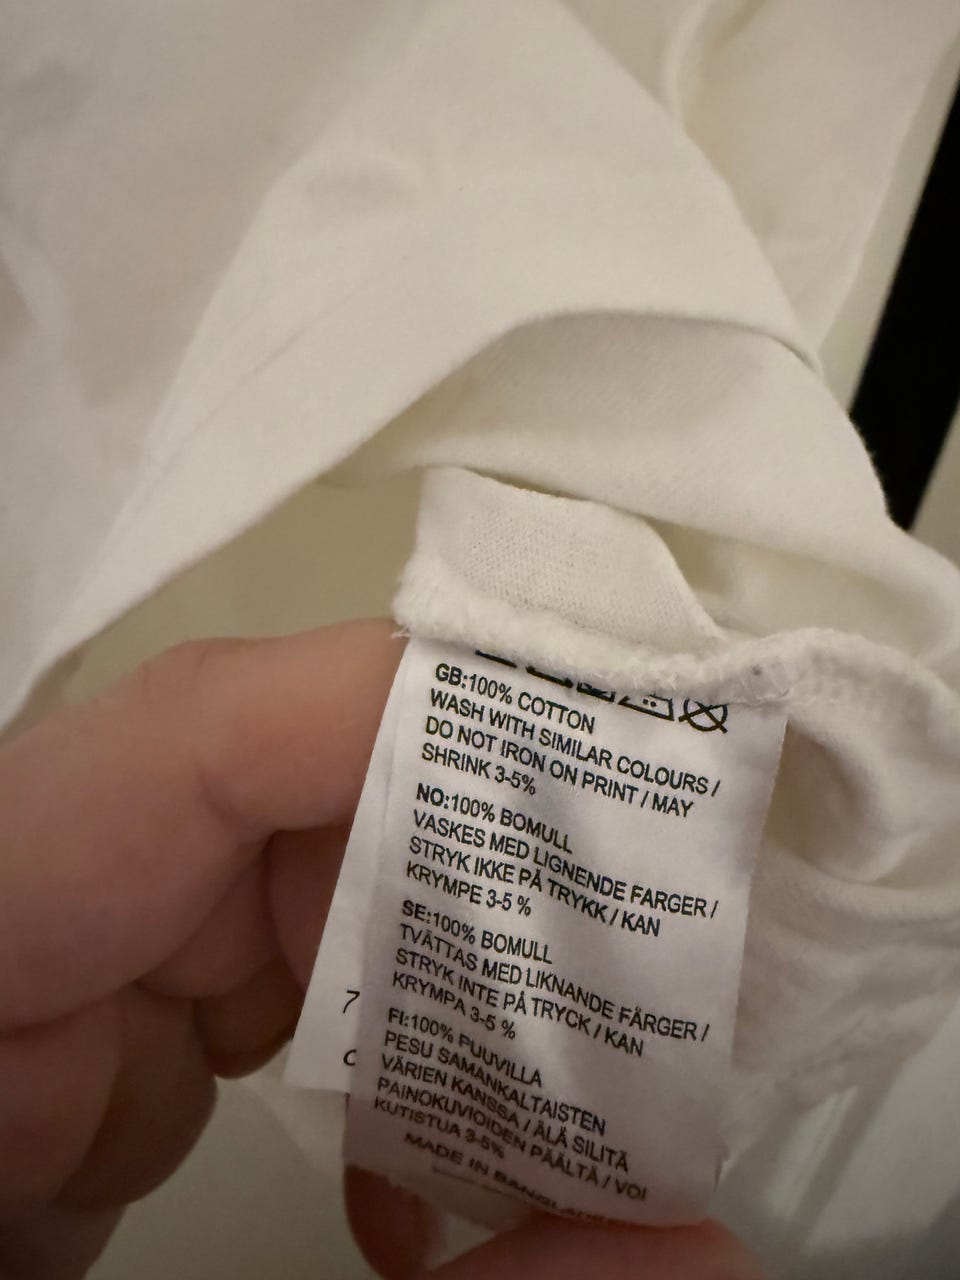 GB:100% COTTON
WASH WITH SIMILAR COLOURS /
DO NOT IRON ON PRINT / MAY
SHRINK 3-5%
NO:100% BOMULL
VASKES MED LIGNENDE FARGER /
STRYK IKKE PÅ TRYKK / KAN
KRYMPE 3-5 %
SE:100% BOMULL
TVÄTTAS MED LIKNANDE FÄRGER /
STRYK INTE PÅ TRYCK / KAN
KRYMPA 3-5 %
FI:100% PUUVILLA
PESU SAMANKALTAISTEN
VÄRIEN KANSSA / ÄLÄ SILITÄ
PAINOKUVIOIDEN PÄÄLTÄ / VOI
KUTISTUA 3-5%
MADE IN
7